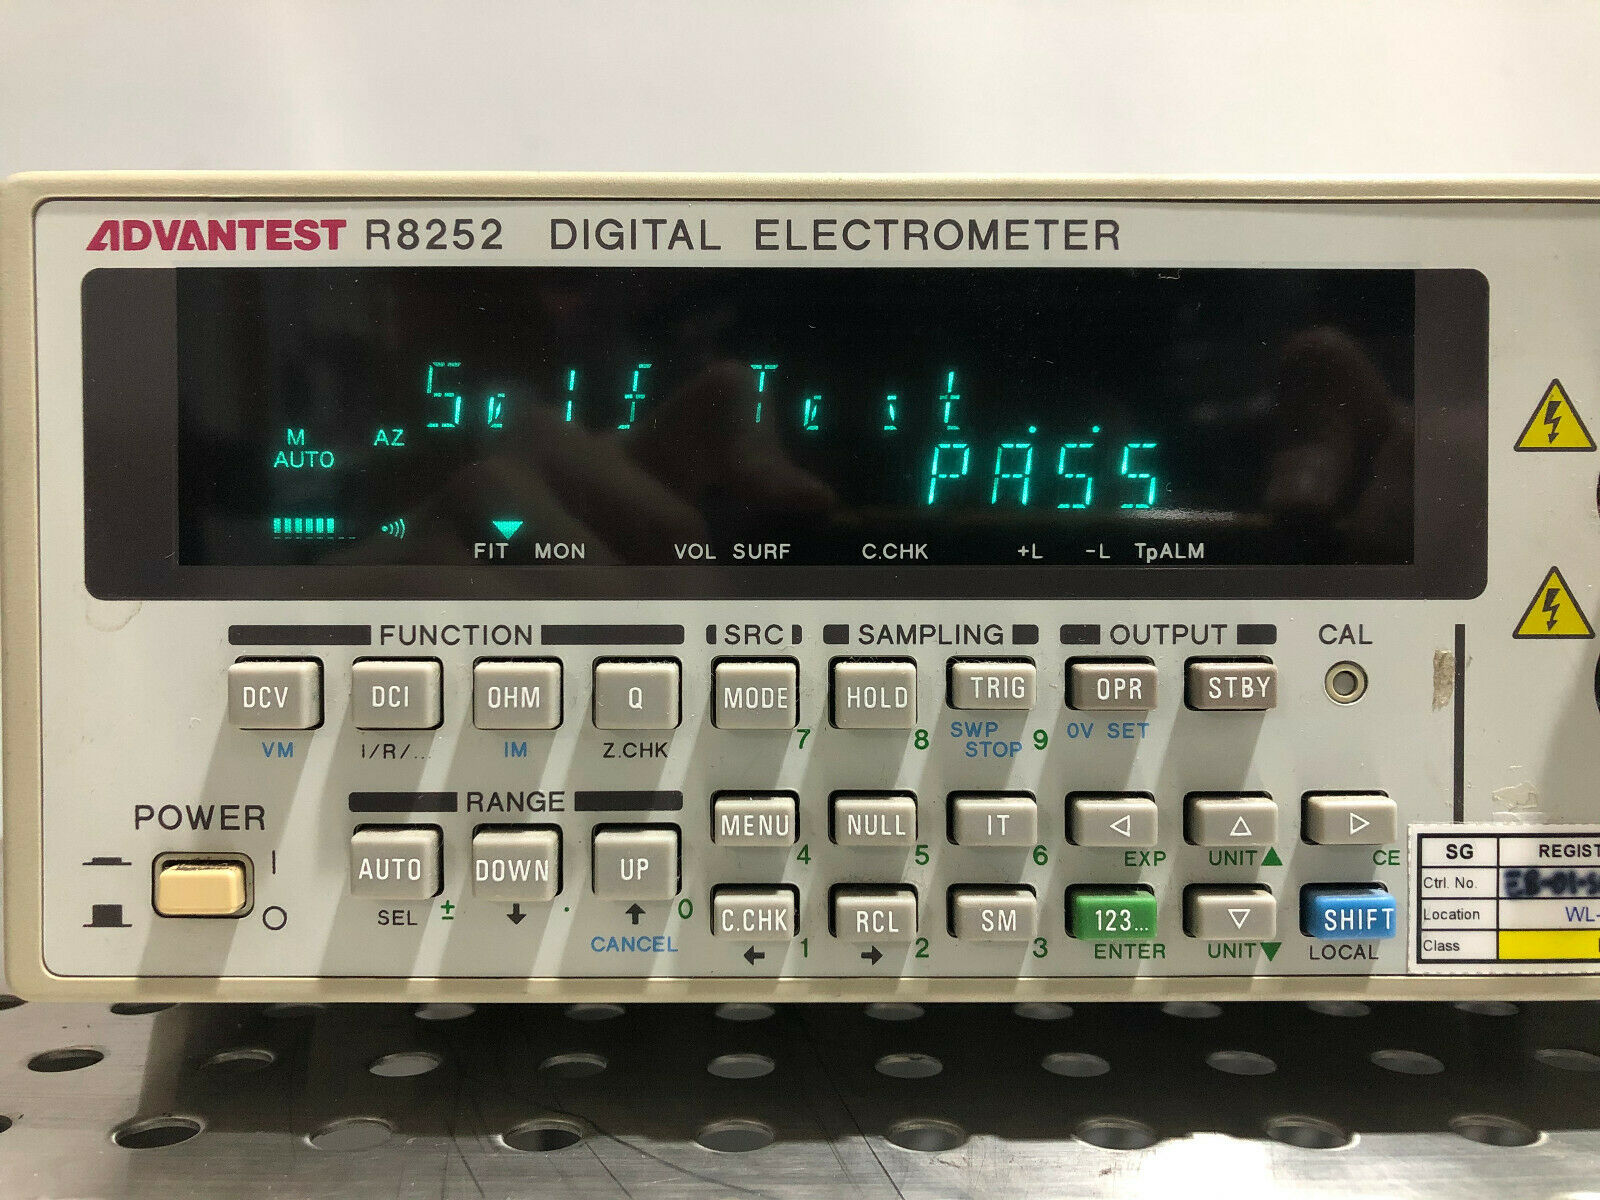 ADVANTEST R8252 DIGITAL ELECTROMETER
Self Test
M AZ
AUTO
PASS
FIT MON VOL SURF C.CHK +L -L TpALM
FUNCTION SRC SAMPLING OUTPUT CAL
DCV DCI OHM Q MODE HOLD TRIG OPR STBY
VM I/R/... IM Z.CHK 7 8 SWP STOP 9 0V SET
POWER RANGE
AUTO DOWN UP MENU NULL IT ◁ △ ▷
4 5 6 EXP UNIT▲ CE
SEL ± ↓ . ↑ 0 C.CHK RCL SM 123... ▽ SHIFT
CANCEL ← 1 → 2 3 ENTER UNIT▼ LOCAL
SG
Ctrl. No.
Location WL-
Class